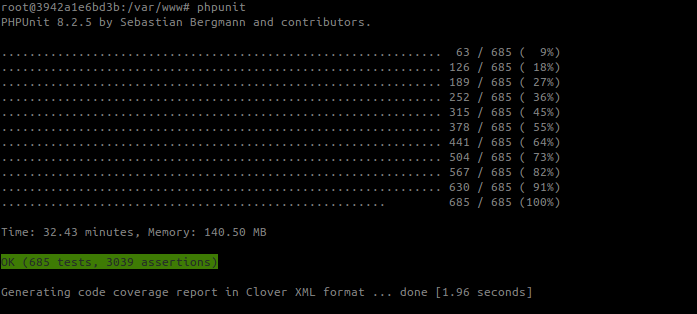 root@3942a1e6bd3b:/var/www# phpunit
PHPUnit 8.2.5 by Sebastian Bergmann and contributors.
...............................................................  63 / 685 (  9%)
............................................................... 126 / 685 ( 18%)
............................................................... 189 / 685 ( 27%)
............................................................... 252 / 685 ( 36%)
............................................................... 315 / 685 ( 45%)
............................................................... 378 / 685 ( 55%)
............................................................... 441 / 685 ( 64%)
............................................................... 504 / 685 ( 73%)
............................................................... 567 / 685 ( 82%)
............................................................... 630 / 685 ( 91%)
.......................................................         685 / 685 (100%)
Time: 32.43 minutes, Memory: 140.50 MB
OK (685 tests, 3039 assertions)
Generating code coverage report in Clover XML format ... done [1.96 seconds]